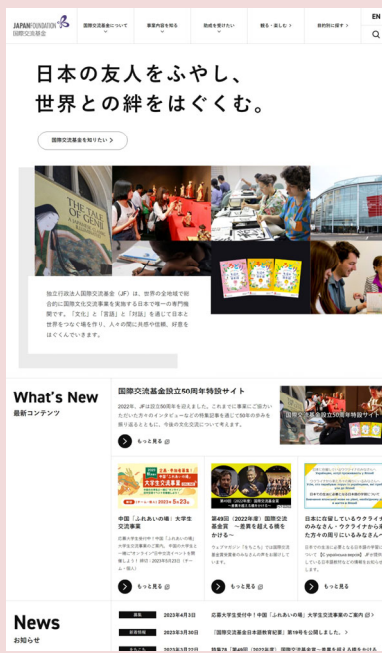 JAPANFOUNDATION
国際交流基金
国際交流基金について
事業内容を知る
助成を受けたい
観る・楽しむ
目的別に探す
EN
日本の友人をふやし、
世界との絆をはぐくむ。
国際交流基金を知りたい
THE TALE
OF GENJI
独立行政法人国際交流基金（JF）は、世界の全地域で総
合的に国際文化交流事業を実施する日本で唯一の専門機
関です。「文化」と「言語」と「対話」を通じて日本と
世界をつなぐ場を作り、人々の間に共感や信頼、好意を
はぐくんでいきます。
What's New
最新コンテンツ
国際交流基金設立50周年特設サイト
2022年、JFは設立50周年を迎えました。これまでに事業にご協力い
ただいた方々のインタビューなどの特集記事を通じて50年の歩みを
振り返るとともに、今後の文化交流について考えます。
もっと見る
国際交流基金設立50周年特設サイト
中国「ふれあいの場」大学生
交流事業
もっと見る
第49回（2022年度）国際交流
基金賞 ～差異を超える橋を
かける～
もっと見る
日本に在留しているウクライナ
のみなさん・ウクライナから来
た方々の周りにいるみなさんへ
もっと見る
News
お知らせ
募集
2023年4月3日
応募大学生受付中！中国「ふれあいの場」大学生交流事業のご案内
新着情報
2023年3月30日
『国際交流基金日本語教育紀要』第19号を公開しました。
2023年3月22日